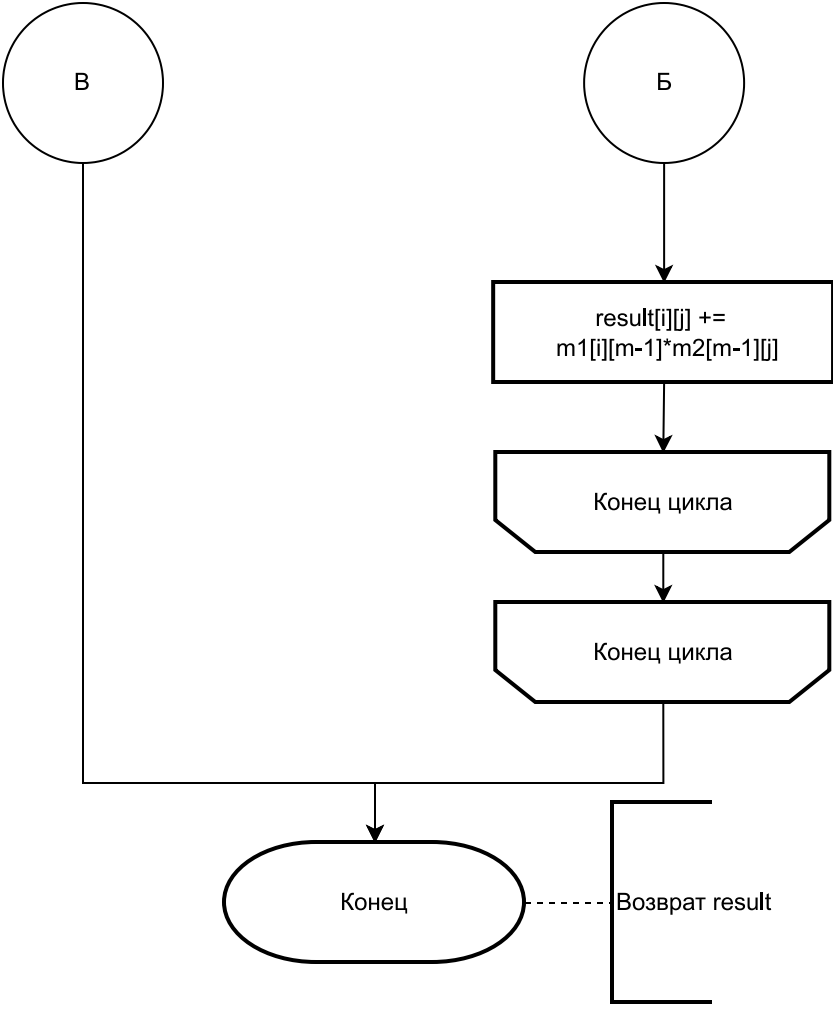 В
Б
result[i][j] +=
m1[i][m-1]*m2[m-1][j]
Конец цикла
Конец цикла
Конец
Возврат result